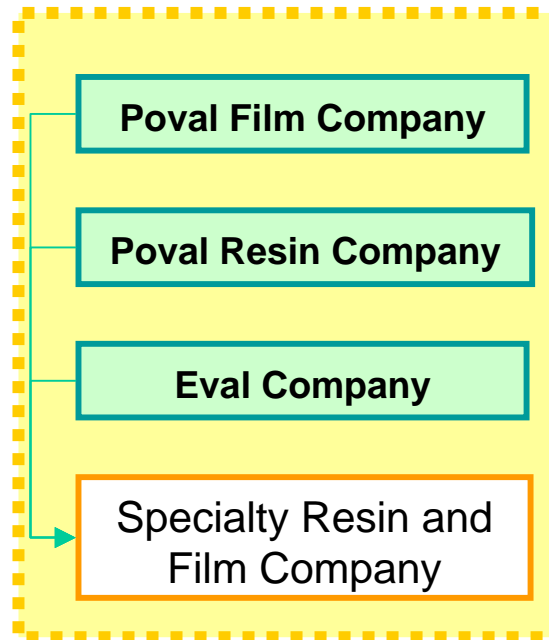 Poval Film Company
Poval Resin Company
Eval Company
Specialty Resin and
Film Company